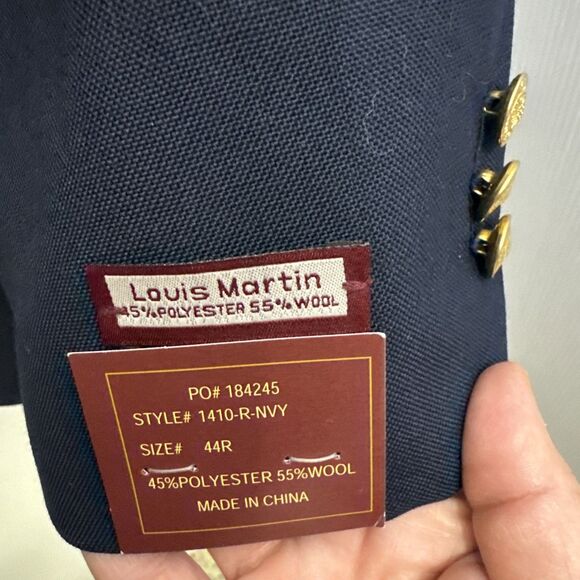 Louis Martin
45%POLYESTER 55%WOOL
PO# 184245
STYLE# 1410-R-NVY
SIZE# 44R
45%POLYESTER 55%WOOL
MADE IN CHINA